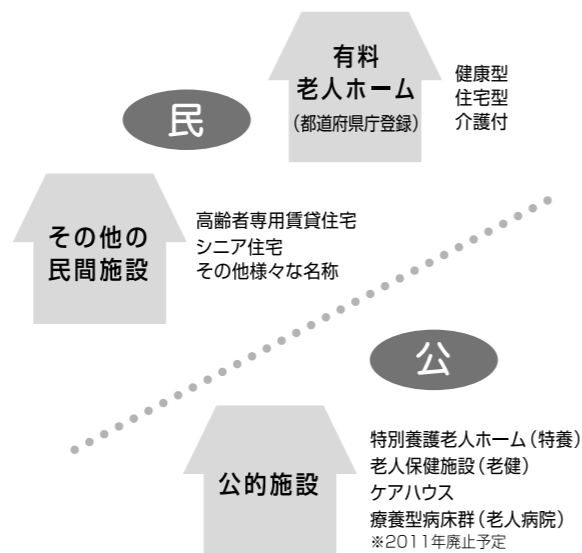 有料
老人ホーム
(都道府県庁登録)
健康型
住宅型
介護付
民
その他の
民間施設
高齢者専用賃貸住宅
シニア住宅
その他様々な名称
公
公的施設
特別養護老人ホーム(特養)
老人保健施設(老健)
ケアハウス
療養型病床群(老人病院)
※2011年廃止予定